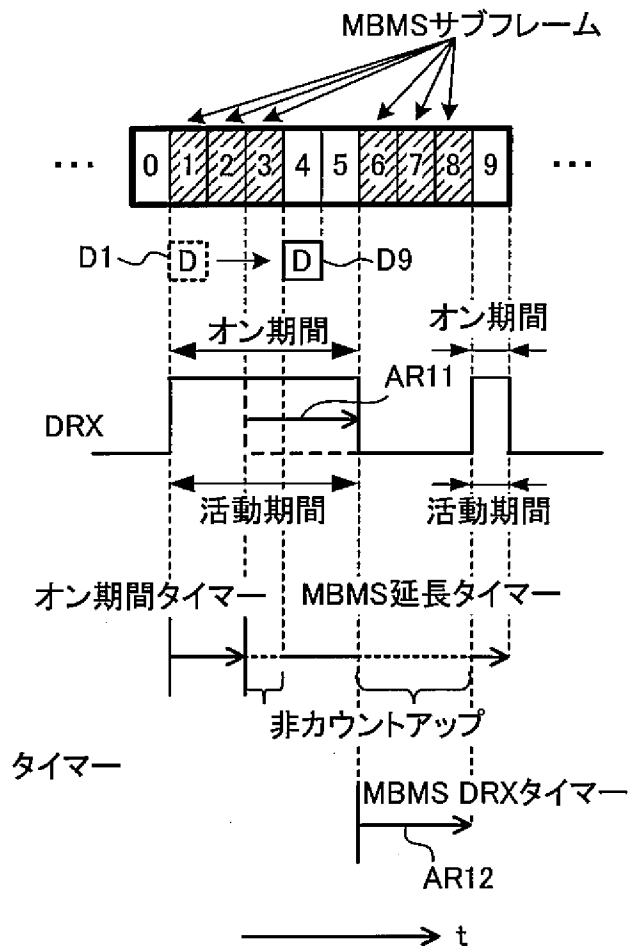 MBMSサブフレーム
... 0 1 2 3 4 5 6 7 8 9 ...
D1 D D D9
オン期間 オン期間
AR11
DRX
活動期間 活動期間
オン期間タイマー MBMS延長タイマー
非カウントアップ
タイマー
MBMS DRXタイマー
AR12
t